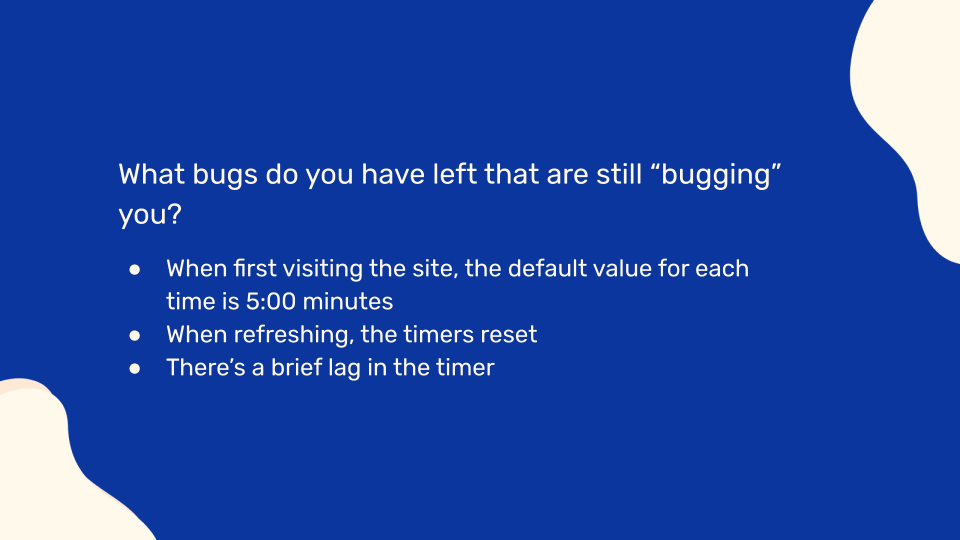 What bugs do you have left that are still “bugging”
you?
● When first visiting the site, the default value for each
time is 5:00 minutes
● When refreshing, the timers reset
● There’s a brief lag in the timer